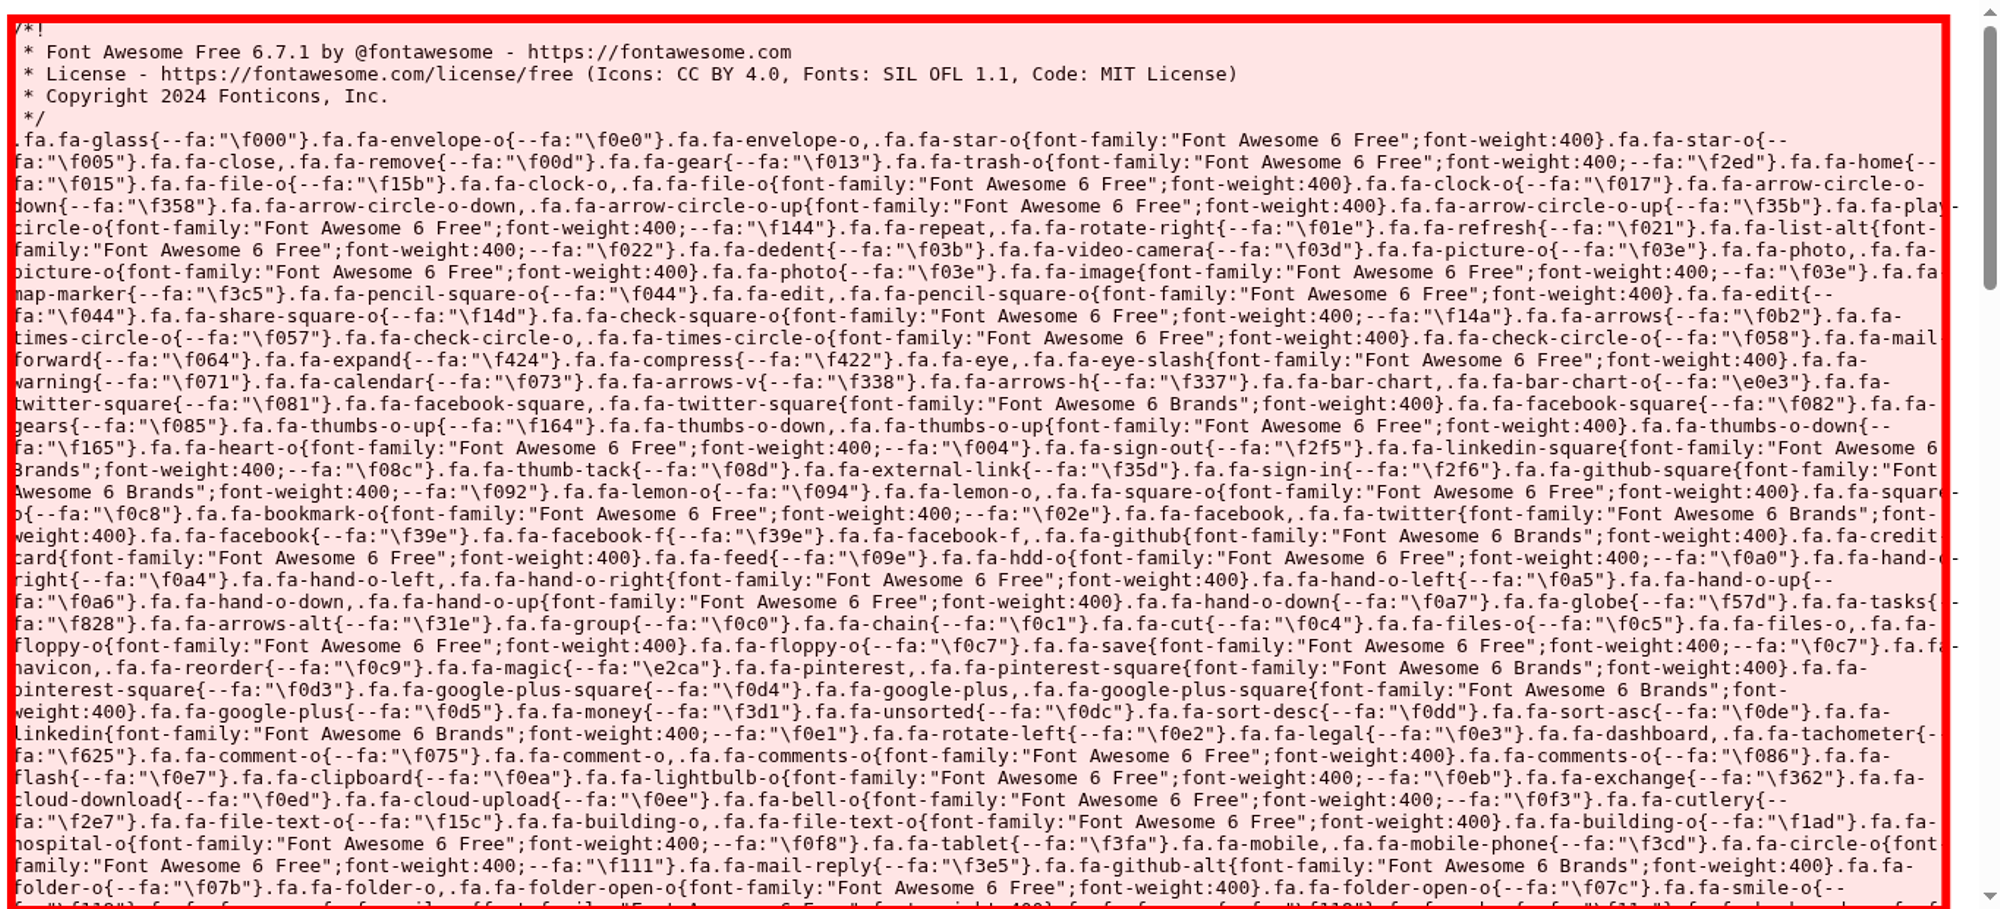 /*!
 * Font Awesome Free 6.7.1 by @fontawesome - https://fontawesome.com
 * License - https://fontawesome.com/license/free (Icons: CC BY 4.0, Fonts: SIL OFL 1.1, Code: MIT License)
 * Copyright 2024 Fonticons, Inc.
 */
.fa.fa-glass{--fa:"\f000"}.fa.fa-envelope-o{--fa:"\f0e0"}.fa.fa-envelope-o,.fa.fa-star-o{font-family:"Font Awesome 6 Free";font-weight:400}.fa.fa-star-o{--
fa:"\f005"}.fa.fa-close,.fa.fa-remove{--fa:"\f00d"}.fa.fa-gear{--fa:"\f013"}.fa.fa-trash-o{font-family:"Font Awesome 6 Free";font-weight:400;--fa:"\f2ed"}.fa.fa-home{--
fa:"\f015"}.fa.fa-file-o{--fa:"\f15b"}.fa.fa-clock-o,.fa.fa-file-o{font-family:"Font Awesome 6 Free";font-weight:400}.fa.fa-clock-o{--fa:"\f017"}.fa.fa-arrow-circle-o-
down{--fa:"\f358"}.fa.fa-arrow-circle-o-down,.fa.fa-arrow-circle-o-up{font-family:"Font Awesome 6 Free";font-weight:400}.fa.fa-arrow-circle-o-up{--fa:"\f35b"}.fa.fa-play-
circle-o{font-family:"Font Awesome 6 Free";font-weight:400;--fa:"\f144"}.fa.fa-repeat,.fa.fa-rotate-right{--fa:"\f01e"}.fa.fa-refresh{--fa:"\f021"}.fa.fa-list-alt{font-
family:"Font Awesome 6 Free";font-weight:400;--fa:"\f022"}.fa.fa-dedent{--fa:"\f03b"}.fa.fa-video-camera{--fa:"\f03d"}.fa.fa-picture-o{--fa:"\f03e"}.fa.fa-photo,.fa.fa-
picture-o{font-family:"Font Awesome 6 Free";font-weight:400}.fa.fa-photo{--fa:"\f03e"}.fa.fa-image{font-family:"Font Awesome 6 Free";font-weight:400;--fa:"\f03e"}.fa.fa-
map-marker{--fa:"\f3c5"}.fa.fa-pencil-square-o{--fa:"\f044"}.fa.fa-edit,.fa.fa-pencil-square-o{font-family:"Font Awesome 6 Free";font-weight:400}.fa.fa-edit{--
fa:"\f044"}.fa.fa-share-square-o{--fa:"\f14d"}.fa.fa-check-square-o{font-family:"Font Awesome 6 Free";font-weight:400;--fa:"\f14a"}.fa.fa-arrows{--fa:"\f0b2"}.fa.fa-
times-circle-o{--fa:"\f057"}.fa.fa-check-circle-o,.fa.fa-times-circle-o{font-family:"Font Awesome 6 Free";font-weight:400}.fa.fa-check-circle-o{--fa:"\f058"}.fa.fa-mail-
forward{--fa:"\f064"}.fa.fa-expand{--fa:"\f424"}.fa.fa-compress{--fa:"\f422"}.fa.fa-eye,.fa.fa-eye-slash{font-family:"Font Awesome 6 Free";font-weight:400}.fa.fa-
warning{--fa:"\f071"}.fa.fa-calendar{--fa:"\f073"}.fa.fa-arrows-v{--fa:"\f338"}.fa.fa-arrows-h{--fa:"\f337"}.fa.fa-bar-chart,.fa.fa-bar-chart-o{--fa:"\e0e3"}.fa.fa-
twitter-square{--fa:"\f081"}.fa.fa-facebook-square,.fa.fa-twitter-square{font-family:"Font Awesome 6 Brands";font-weight:400}.fa.fa-facebook-square{--fa:"\f082"}.fa.fa-
gears{--fa:"\f085"}.fa.fa-thumbs-o-up{--fa:"\f164"}.fa.fa-thumbs-o-down,.fa.fa-thumbs-o-up{font-family:"Font Awesome 6 Free";font-weight:400}.fa.fa-thumbs-o-down{--
fa:"\f165"}.fa.fa-heart-o{font-family:"Font Awesome 6 Free";font-weight:400;--fa:"\f004"}.fa.fa-sign-out{--fa:"\f2f5"}.fa.fa-linkedin-square{font-family:"Font Awesome 6
Brands";font-weight:400;--fa:"\f08c"}.fa.fa-thumb-tack{--fa:"\f08d"}.fa.fa-external-link{--fa:"\f35d"}.fa.fa-sign-in{--fa:"\f2f6"}.fa.fa-github-square{font-family:"Font
Awesome 6 Brands";font-weight:400;--fa:"\f092"}.fa.fa-lemon-o{--fa:"\f094"}.fa.fa-lemon-o,.fa.fa-square-o{font-family:"Font Awesome 6 Free";font-weight:400}.fa.fa-square-
o{--fa:"\f0c8"}.fa.fa-bookmark-o{font-family:"Font Awesome 6 Free";font-weight:400;--fa:"\f02e"}.fa.fa-facebook,.fa.fa-twitter{font-family:"Font Awesome 6 Brands";font-
weight:400}.fa.fa-facebook{--fa:"\f39e"}.fa.fa-facebook-f{--fa:"\f39e"}.fa.fa-facebook-f,.fa.fa-github{font-family:"Font Awesome 6 Brands";font-weight:400}.fa.fa-credit-
card{font-family:"Font Awesome 6 Free";font-weight:400}.fa.fa-feed{--fa:"\f09e"}.fa.fa-hdd-o{font-family:"Font Awesome 6 Free";font-weight:400;--fa:"\f0a0"}.fa.fa-hand-o-
right{--fa:"\f0a4"}.fa.fa-hand-o-left,.fa.fa-hand-o-right{font-family:"Font Awesome 6 Free";font-weight:400}.fa.fa-hand-o-left{--fa:"\f0a5"}.fa.fa-hand-o-up{--
fa:"\f0a6"}.fa.fa-hand-o-down,.fa.fa-hand-o-up{font-family:"Font Awesome 6 Free";font-weight:400}.fa.fa-hand-o-down{--fa:"\f0a7"}.fa.fa-globe{--fa:"\f57d"}.fa.fa-tasks{--
fa:"\f828"}.fa.fa-arrows-alt{--fa:"\f31e"}.fa.fa-group{--fa:"\f0c0"}.fa.fa-chain{--fa:"\f0c1"}.fa.fa-cut{--fa:"\f0c4"}.fa.fa-files-o{--fa:"\f0c5"}.fa.fa-files-o,.fa.fa-
floppy-o{font-family:"Font Awesome 6 Free";font-weight:400}.fa.fa-floppy-o{--fa:"\f0c7"}.fa.fa-save{font-family:"Font Awesome 6 Free";font-weight:400;--fa:"\f0c7"}.fa.fa-
navicon,.fa.fa-reorder{--fa:"\f0c9"}.fa.fa-magic{--fa:"\e2ca"}.fa.fa-pinterest,.fa.fa-pinterest-square{font-family:"Font Awesome 6 Brands";font-weight:400}.fa.fa-
pinterest-square{--fa:"\f0d3"}.fa.fa-google-plus-square{--fa:"\f0d4"}.fa.fa-google-plus,.fa.fa-google-plus-square{font-family:"Font Awesome 6 Brands";font-
weight:400}.fa.fa-google-plus{--fa:"\f0d5"}.fa.fa-money{--fa:"\f3d1"}.fa.fa-unsorted{--fa:"\f0dc"}.fa.fa-sort-desc{--fa:"\f0dd"}.fa.fa-sort-asc{--fa:"\f0de"}.fa.fa-
linkedin{font-family:"Font Awesome 6 Brands";font-weight:400;--fa:"\f0e1"}.fa.fa-rotate-left{--fa:"\f0e2"}.fa.fa-legal{--fa:"\f0e3"}.fa.fa-dashboard,.fa.fa-tachometer{--
fa:"\f625"}.fa.fa-comment-o{--fa:"\f075"}.fa.fa-comment-o,.fa.fa-comments-o{font-family:"Font Awesome 6 Free";font-weight:400}.fa.fa-comments-o{--fa:"\f086"}.fa.fa-
flash{--fa:"\f0e7"}.fa.fa-clipboard{--fa:"\f0ea"}.fa.fa-lightbulb-o{font-family:"Font Awesome 6 Free";font-weight:400;--fa:"\f0eb"}.fa.fa-exchange{--fa:"\f362"}.fa.fa-
cloud-download{--fa:"\f0ed"}.fa.fa-cloud-upload{--fa:"\f0ee"}.fa.fa-bell-o{font-family:"Font Awesome 6 Free";font-weight:400;--fa:"\f0f3"}.fa.fa-cutlery{--
fa:"\f2e7"}.fa.fa-file-text-o{--fa:"\f15c"}.fa.fa-building-o,.fa.fa-file-text-o{font-family:"Font Awesome 6 Free";font-weight:400}.fa.fa-building-o{--fa:"\f1ad"}.fa.fa-
hospital-o{font-family:"Font Awesome 6 Free";font-weight:400;--fa:"\f0f8"}.fa.fa-tablet{--fa:"\f3fa"}.fa.fa-mobile,.fa.fa-mobile-phone{--fa:"\f3cd"}.fa.fa-circle-o{font-
family:"Font Awesome 6 Free";font-weight:400;--fa:"\f111"}.fa.fa-mail-reply{--fa:"\f3e5"}.fa.fa-github-alt{font-family:"Font Awesome 6 Brands";font-weight:400}.fa.fa-
folder-o{--fa:"\f07b"}.fa.fa-folder-o,.fa.fa-folder-open-o{font-family:"Font Awesome 6 Free";font-weight:400}.fa.fa-folder-open-o{--fa:"\f07c"}.fa.fa-smile-o{--